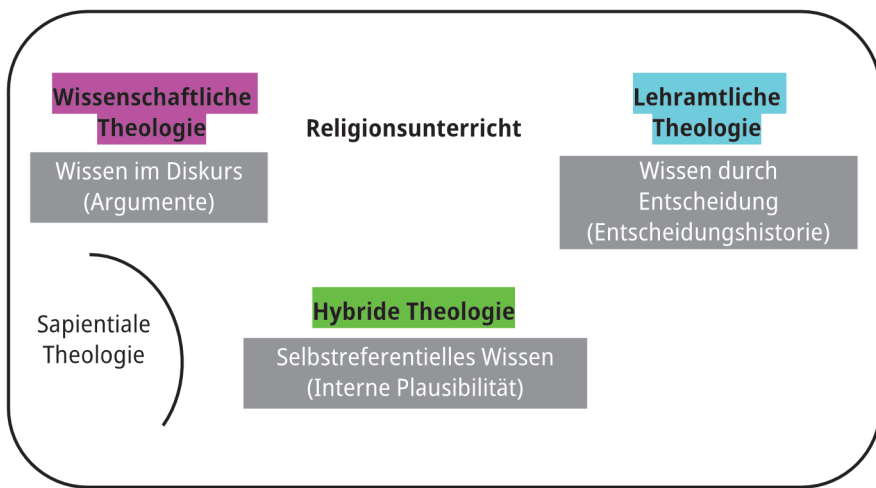 Wissenschaftliche
Theologie
Wissen im Diskurs
(Argumente)
Religionsunterricht
Lehramtliche
Theologie
Wissen durch
Entscheidung
(Entscheidungshistorie)
Sapientiale
Theologie
Hybride Theologie
Selbstreferentielles Wissen
(Interne Plausibilität)